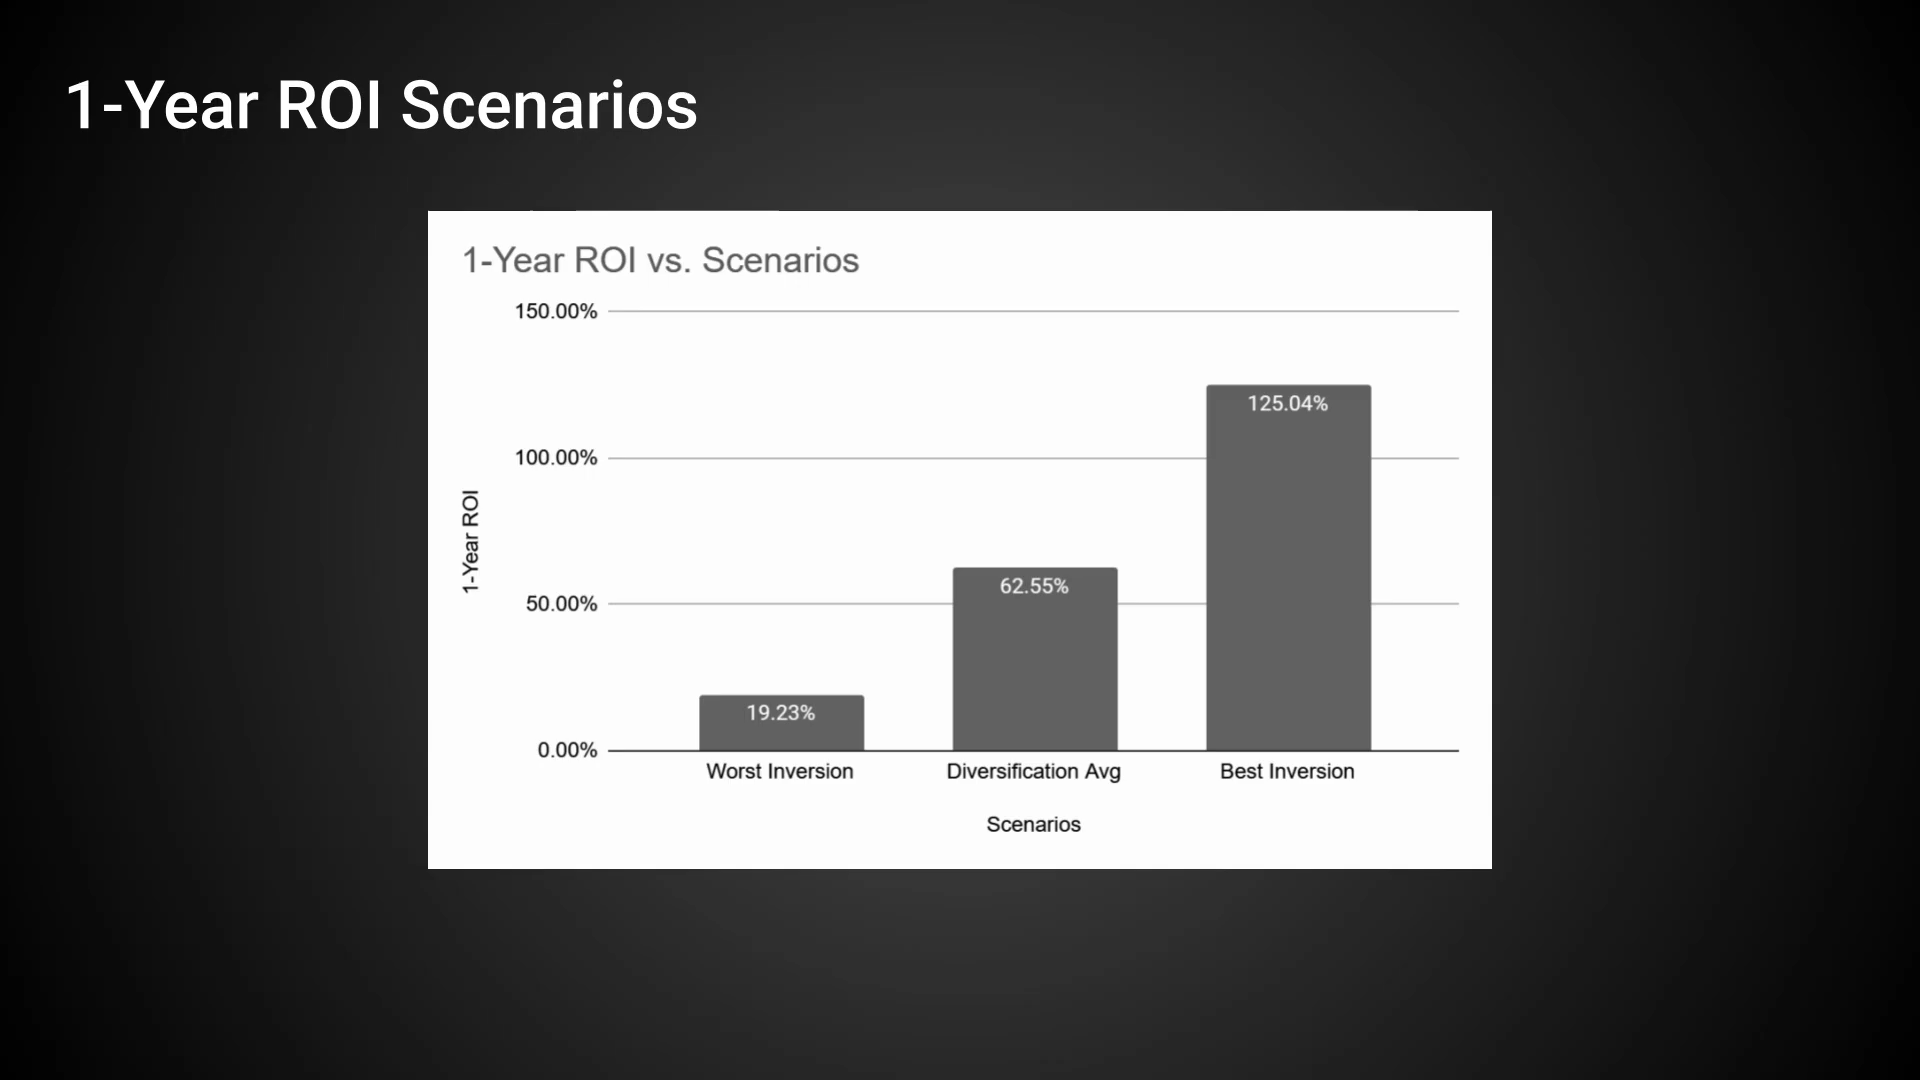 1-Year ROI Scenarios
1-Year ROI vs. Scenarios
150.00%
125.04%
100.00%
1-Year ROI
62.55%
50.00%
19.23%
0.00%
Worst Inversion
Diversification Avg
Best Inversion
Scenarios